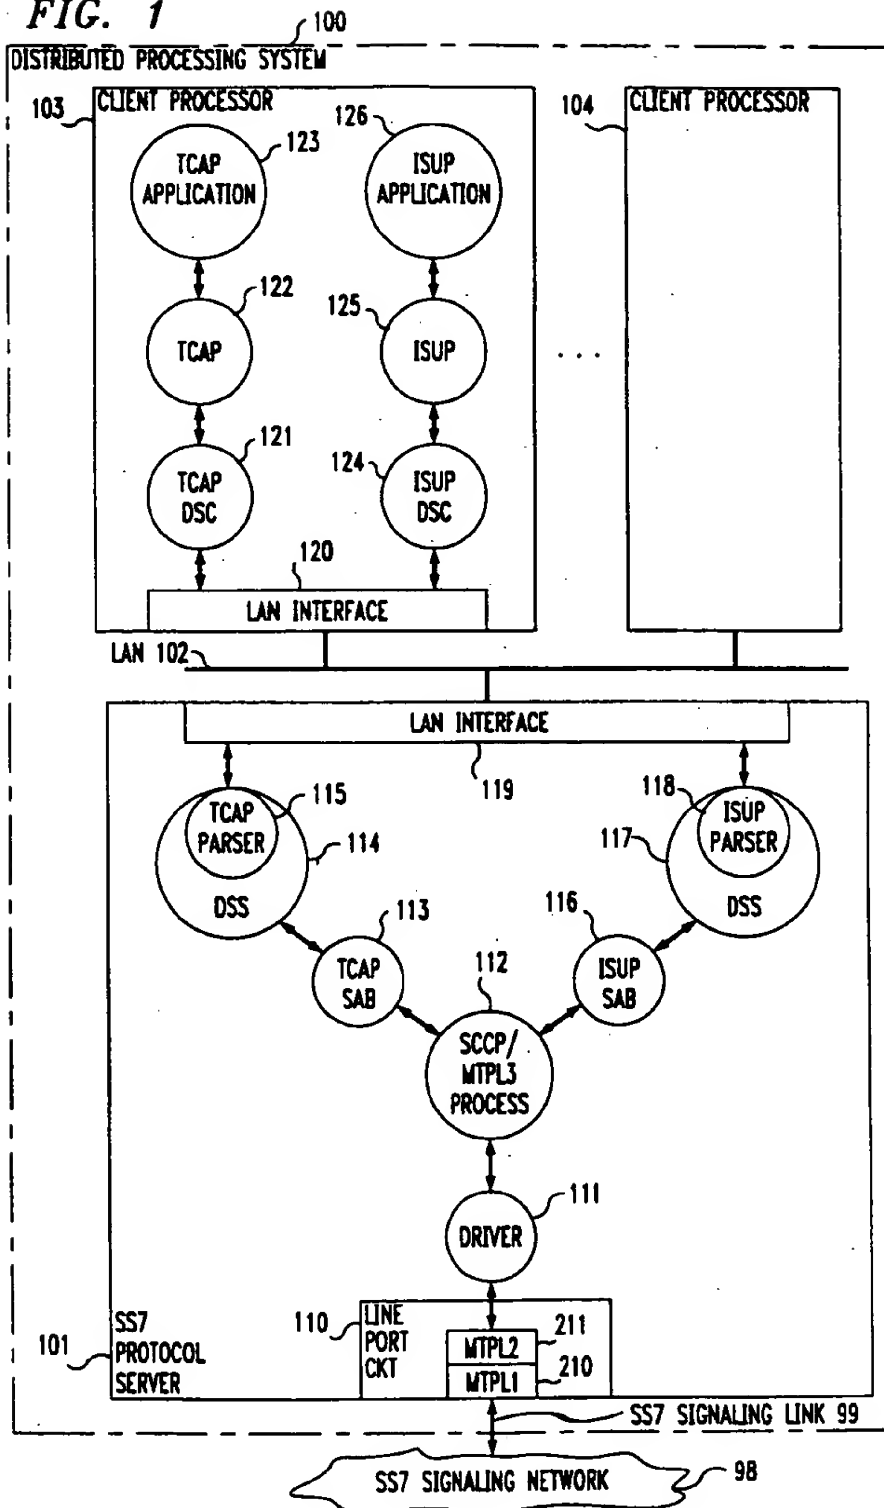 FIG. 1
100
DISTRIBUTED PROCESSING SYSTEM
103
CLIENT PROCESSOR
104
CLIENT PROCESSOR
TCAP
APPLICATION
123
126
ISUP
APPLICATION
122
TCAP
125
ISUP
. . .
121
TCAP
DSC
124
ISUP
DSC
120
LAN INTERFACE
LAN 102
LAN INTERFACE
119
TCAP
PARSER
115
114
DSS
118
ISUP
PARSER
117
DSS
113
TCAP
SAB
116
ISUP
SAB
112
SCCP/
MTPL3
PROCESS
111
DRIVER
101
SS7
PROTOCOL
SERVER
110
LINE
PORT
CKT
211
MTPL2
210
MTPL1
SS7 SIGNALING LINK 99
SS7 SIGNALING NETWORK
98